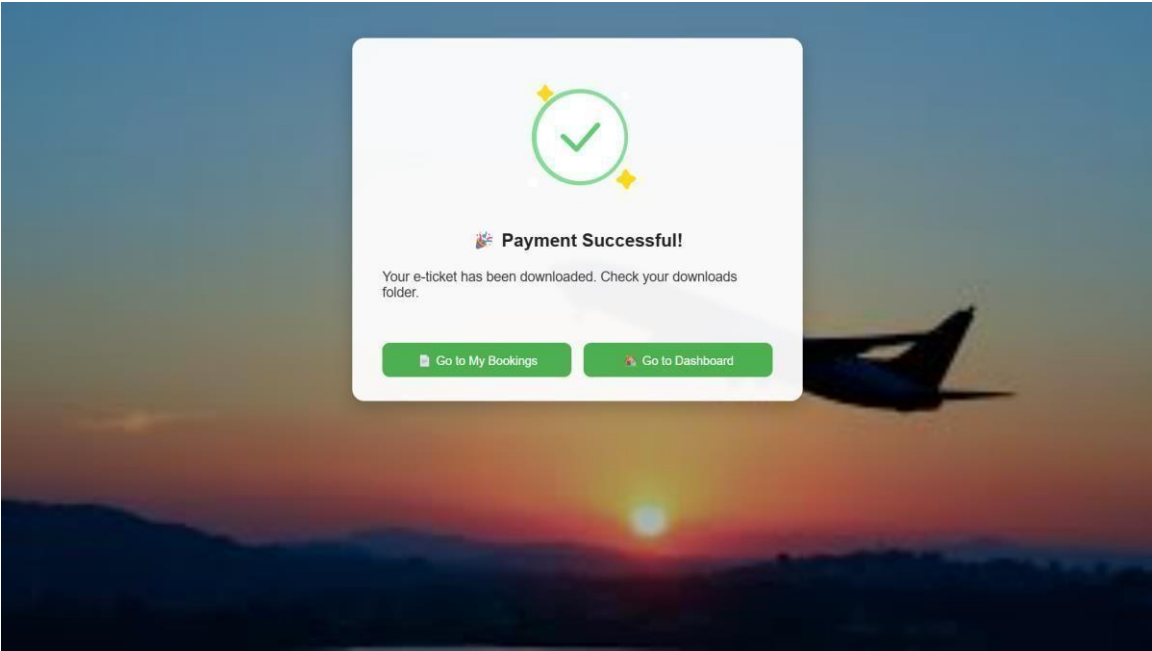 🎉 Payment Successful!
Your e-ticket has been downloaded. Check your downloads
folder.
Go to My Bookings
Go to Dashboard